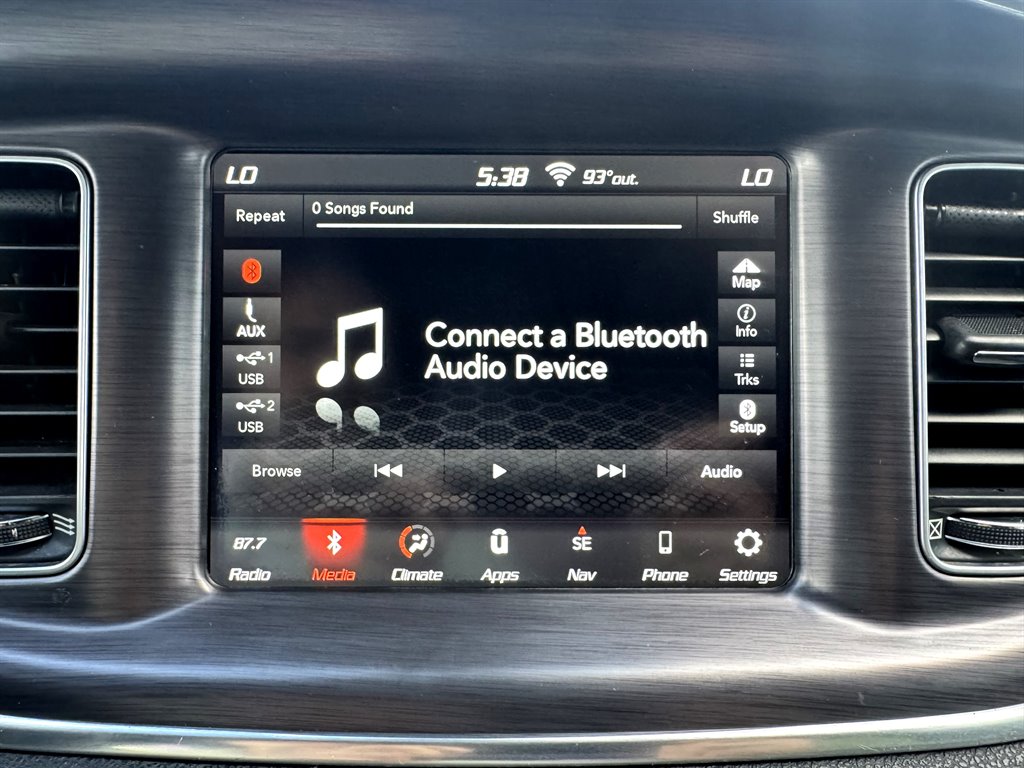 LO 5:38 93°out. LO
Repeat 0 Songs Found Shuffle
AUX
1
USB
2
USB
Connect a Bluetooth
Audio Device
Map
Info
Trks
Setup
Browse Audio
87.7 SE
Radio Media Climate Apps Nav Phone Settings